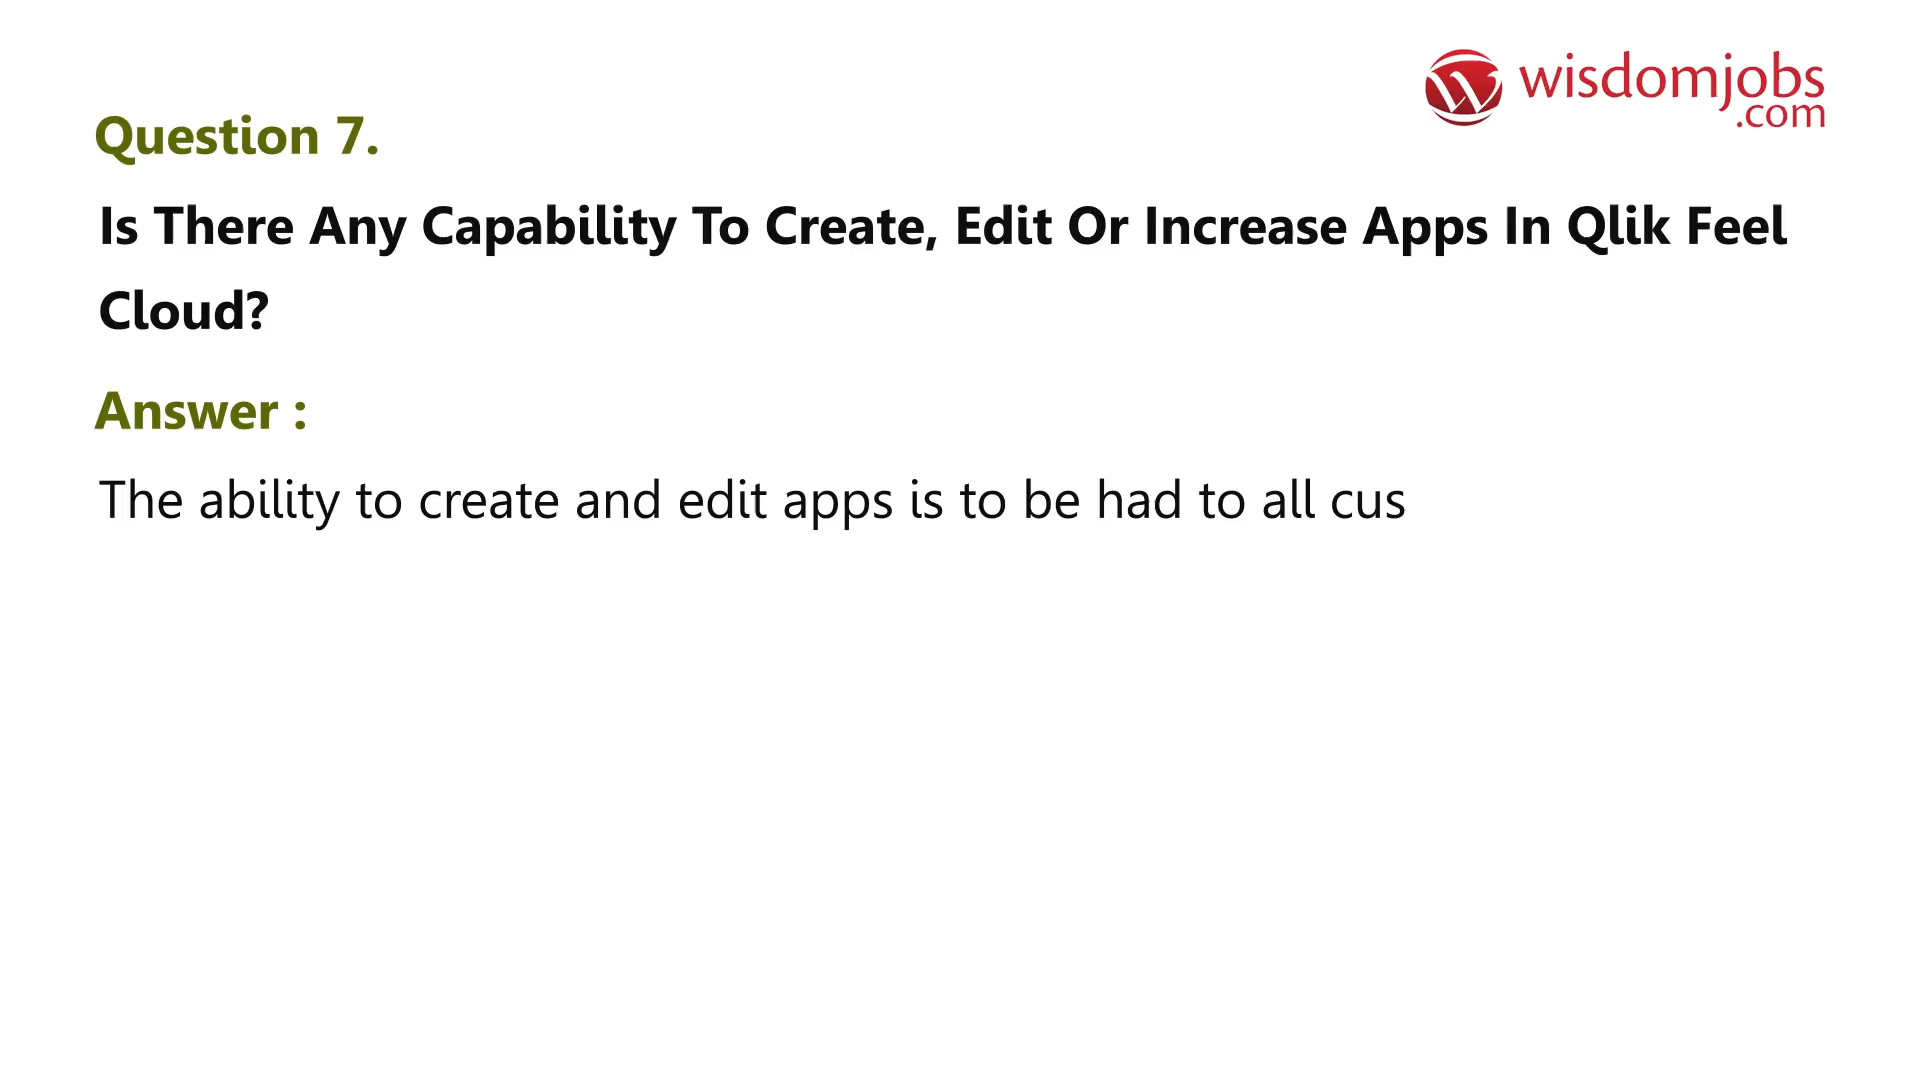 wisdomjobs
.com
Question 7.
Is There Any Capability To Create, Edit Or Increase Apps In Qlik Feel
Cloud?
Answer :
The ability to create and edit apps is to be had to all cus